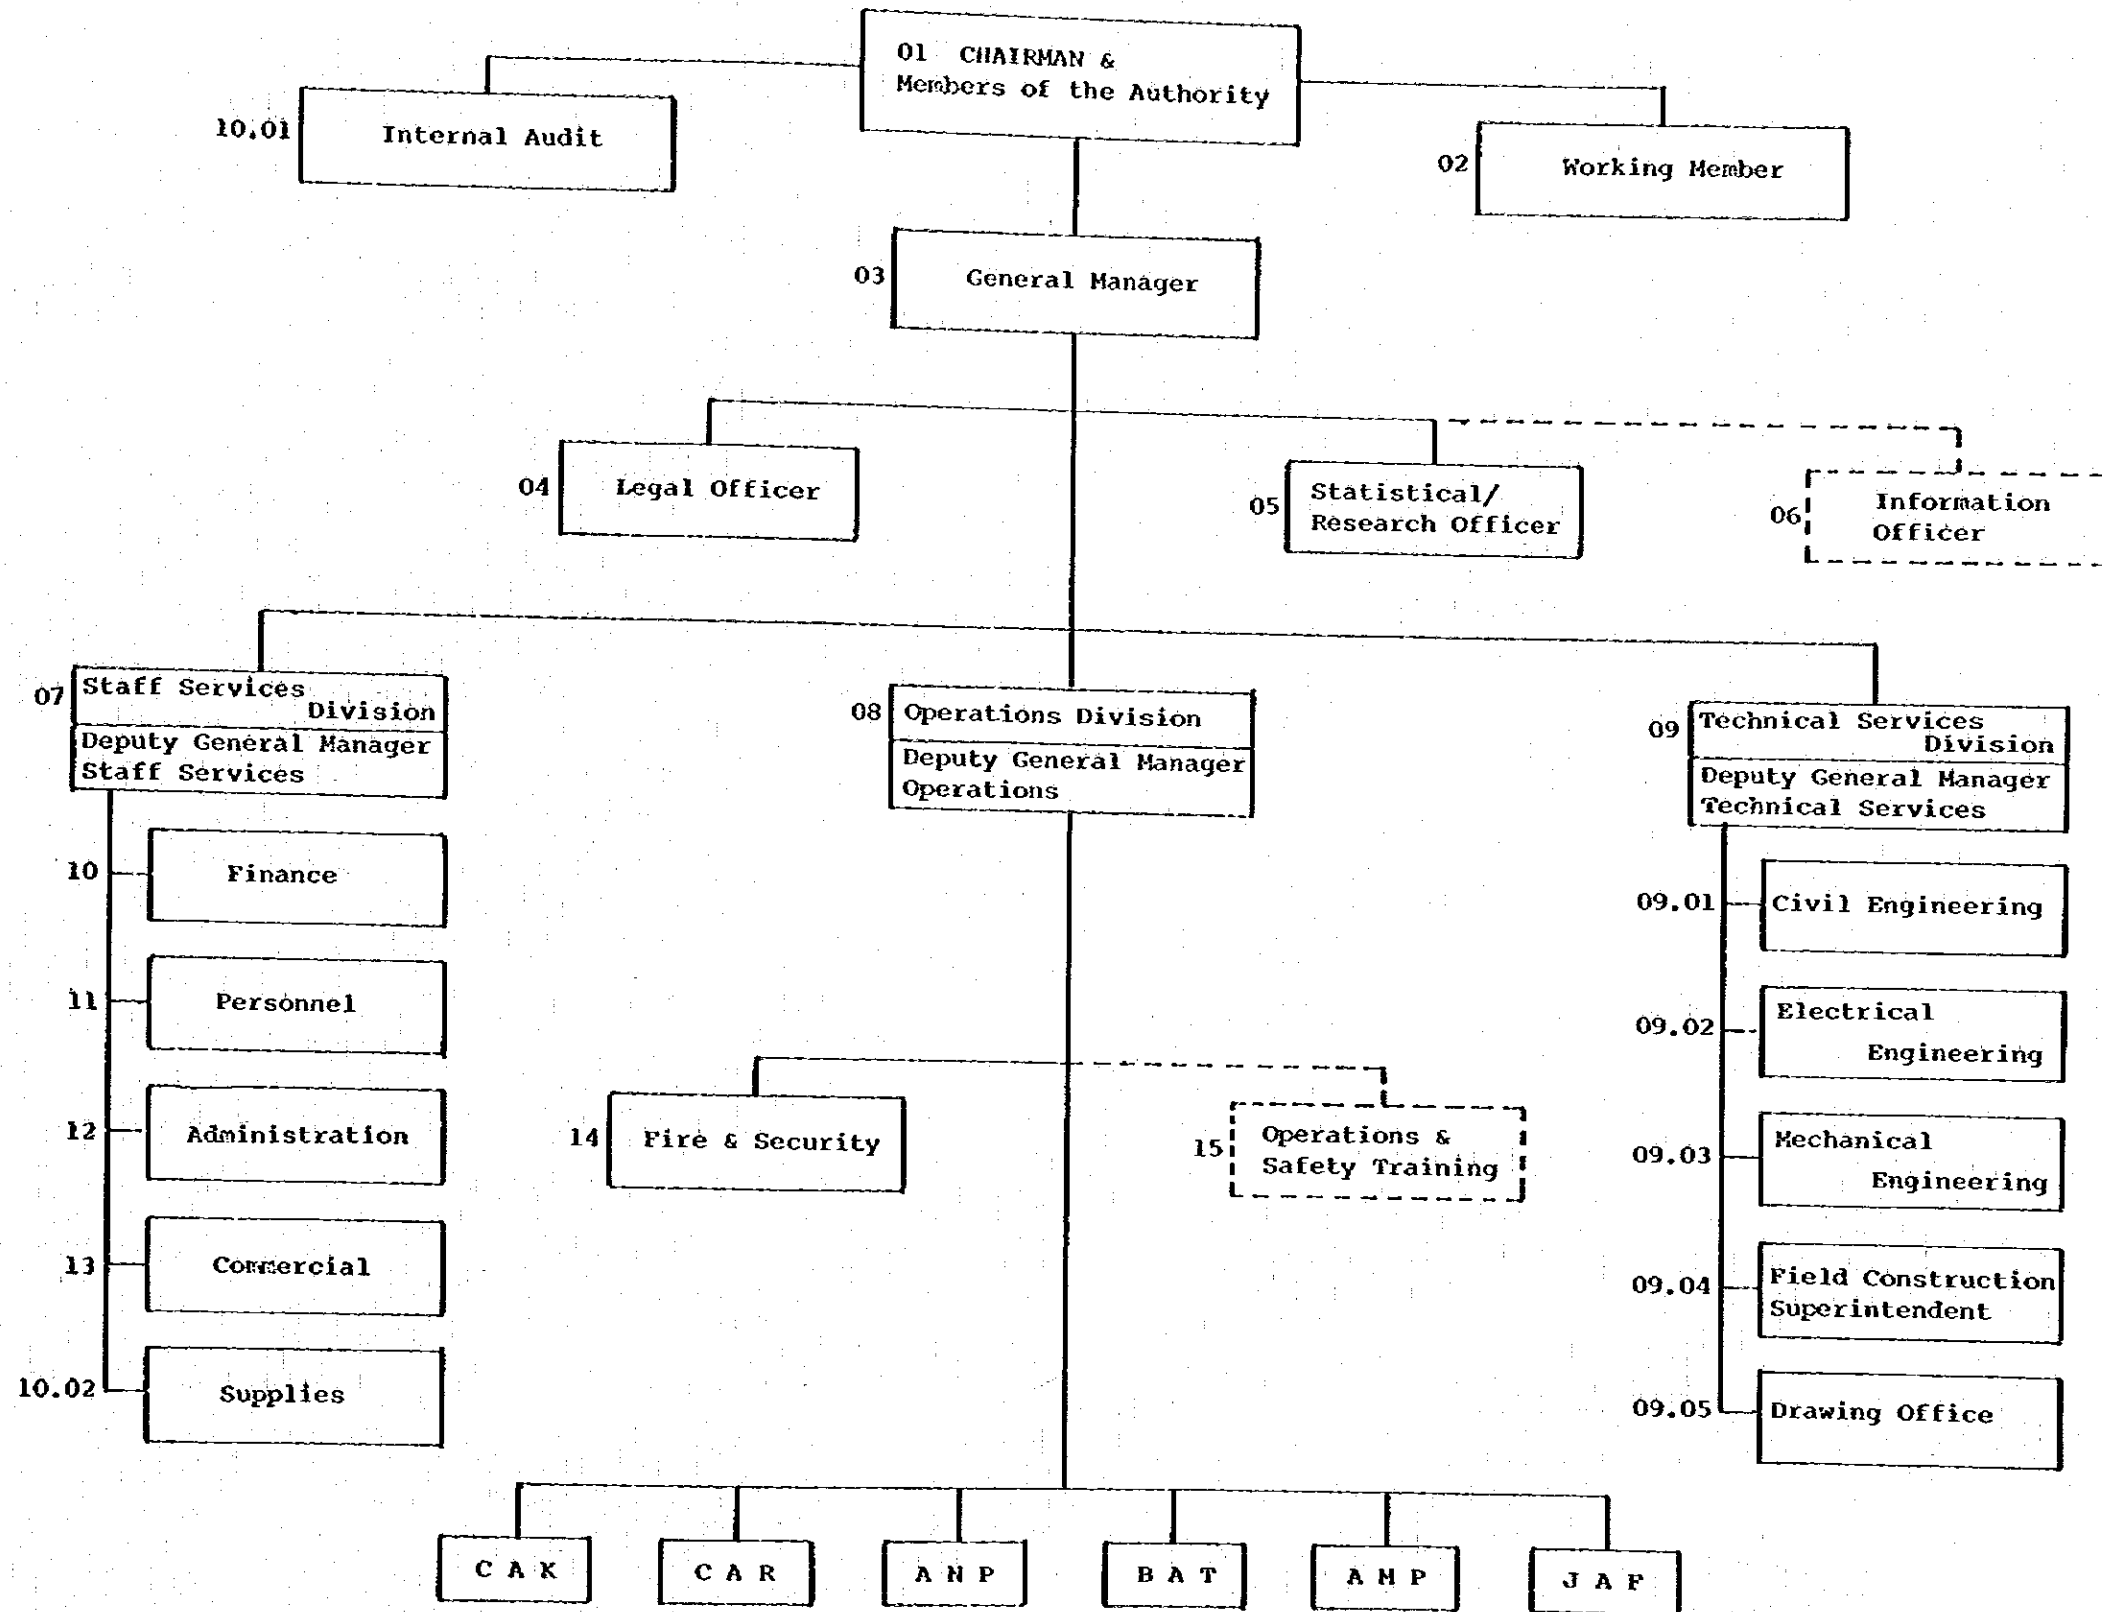 01 CHAIRMAN &
Members of the Authority
10.01 Internal Audit
02 Working Member
03 General Manager
04 Legal Officer
05 Statistical/
Research Officer
06 Information
Officer
07 Staff Services
Division
Deputy General Manager
Staff Services
08 Operations Division
Deputy General Manager
Operations
09 Technical Services
Division
Deputy General Manager
Technical Services
10 Finance
11 Personnel
12 Administration
13 Commercial
10.02 Supplies
14 Fire & Security
15 Operations &
Safety Training
09.01 Civil Engineering
09.02 Electrical
Engineering
09.03 Mechanical
Engineering
09.04 Field Construction
Superintendent
09.05 Drawing Office
C A K
C A R
A N P
B A T
A M P
J A F